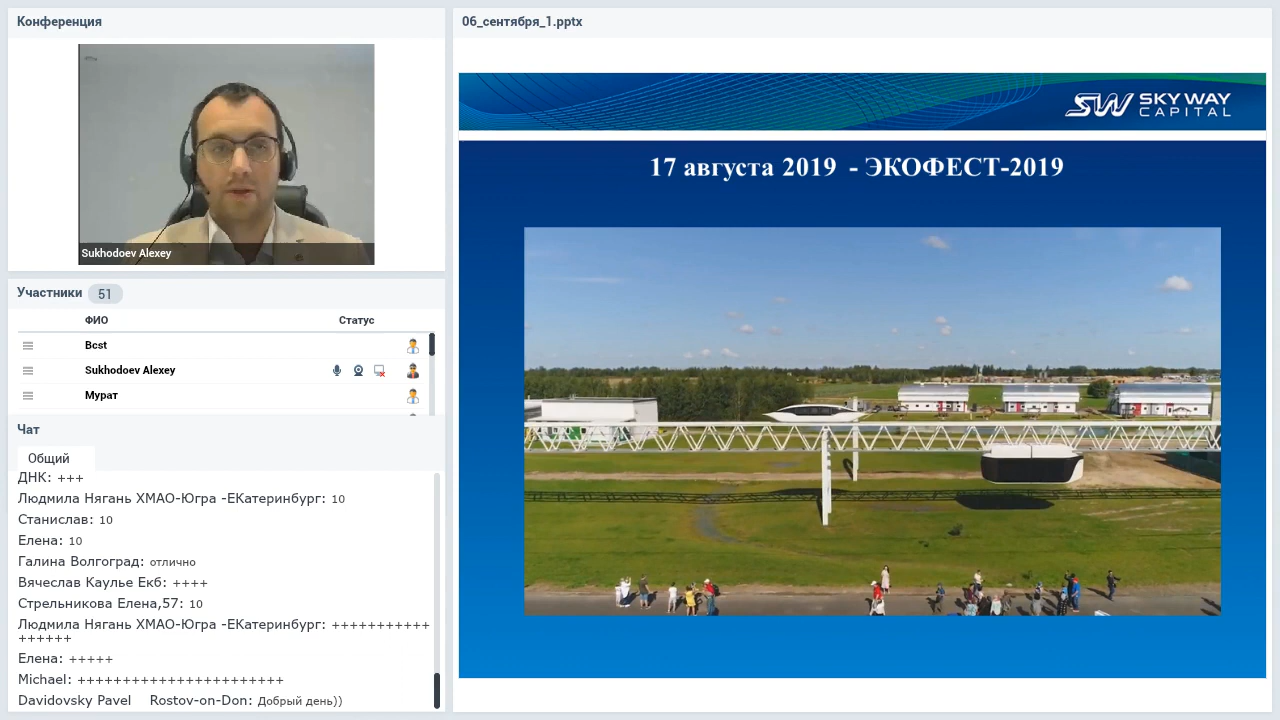 Конференция
Sukhodoev Alexey
Участники 51
ФИО Статус
Bcst
Sukhodoev Alexey
Мурат
Чат
Общий
ДНК: +++
Людмила Нягань ХМАО-Югра -ЕКатеринбург: 10
Станислав: 10
Елена: 10
Галина Волгоград: отлично
Вячеслав Каулье Екб: ++++
Стрельникова Елена,57: 10
Людмила Нягань ХМАО-Югра -ЕКатеринбург: +++++++++++
++++++
Елена: +++++
Michael: +++++++++++++++++++++++
Davidovsky Pavel Rostov-on-Don: Добрый день))
06_сентября_1.pptx
SW SKY WAY
CAPITAL
17 августа 2019 - ЭКОФЕСТ-2019